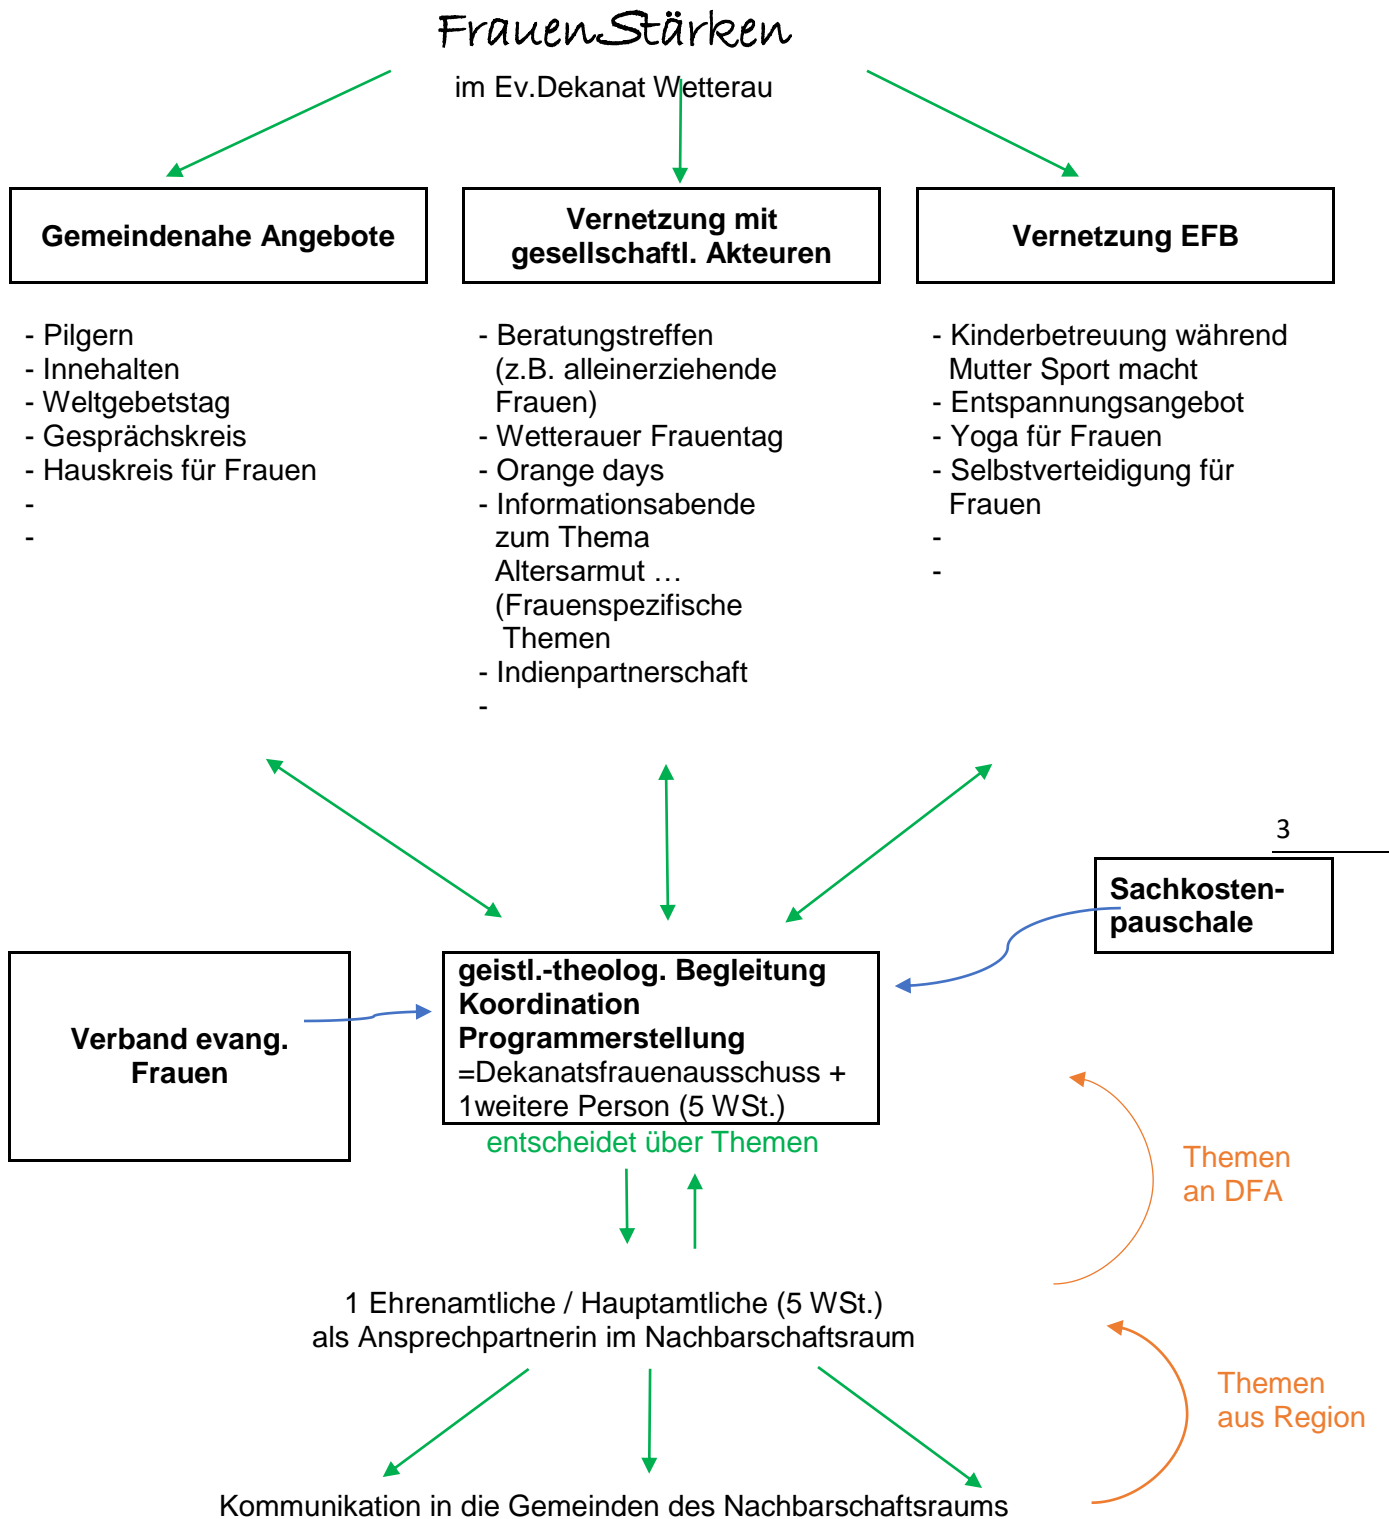 FrauenStärken
im Ev.Dekanat Wetterau
Gemeindenahe Angebote
- Pilgern
- Innehalten
- Weltgebetstag
- Gesprächskreis
- Hauskreis für Frauen
-
-
Vernetzung mit
gesellschaftl. Akteuren
- Beratungstreffen
(z.B. alleinerziehende
Frauen)
- Wetterauer Frauentag
- Orange days
- Informationsabende
zum Thema
Altersarmut …
(Frauenspezifische
Themen
- Indienpartnerschaft
-
Vernetzung EFB
- Kinderbetreuung während
Mutter Sport macht
- Entspannungsangebot
- Yoga für Frauen
- Selbstverteidigung für
Frauen
-
-
3
Sachkosten-
pauschale
Verband evang.
Frauen
geistl.-theolog. Begleitung
Koordination
Programmerstellung
=Dekanatsfrauenausschuss +
1weitere Person (5 WSt.)
entscheidet über Themen
Themen
an DFA
1 Ehrenamtliche / Hauptamtliche (5 WSt.)
als Ansprechpartnerin im Nachbarschaftsraum
Themen
aus Region
Kommunikation in die Gemeinden des Nachbarschaftsraums